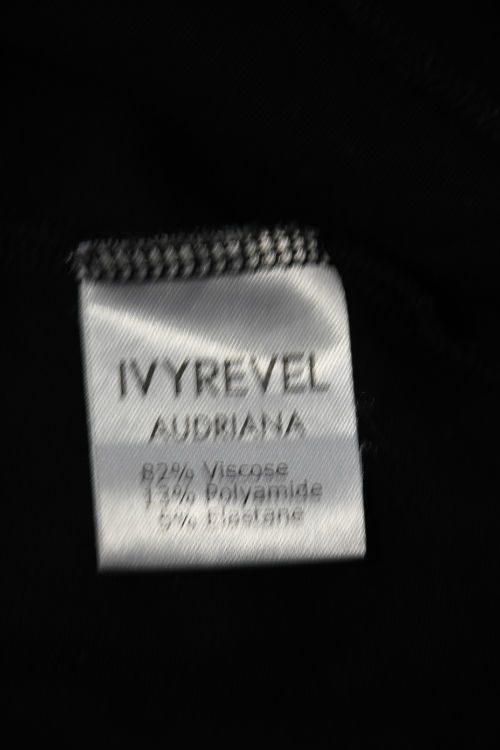 IVYREVEL
AUDRIANA
82% Viscose
13% Polyamide
5% Elastane